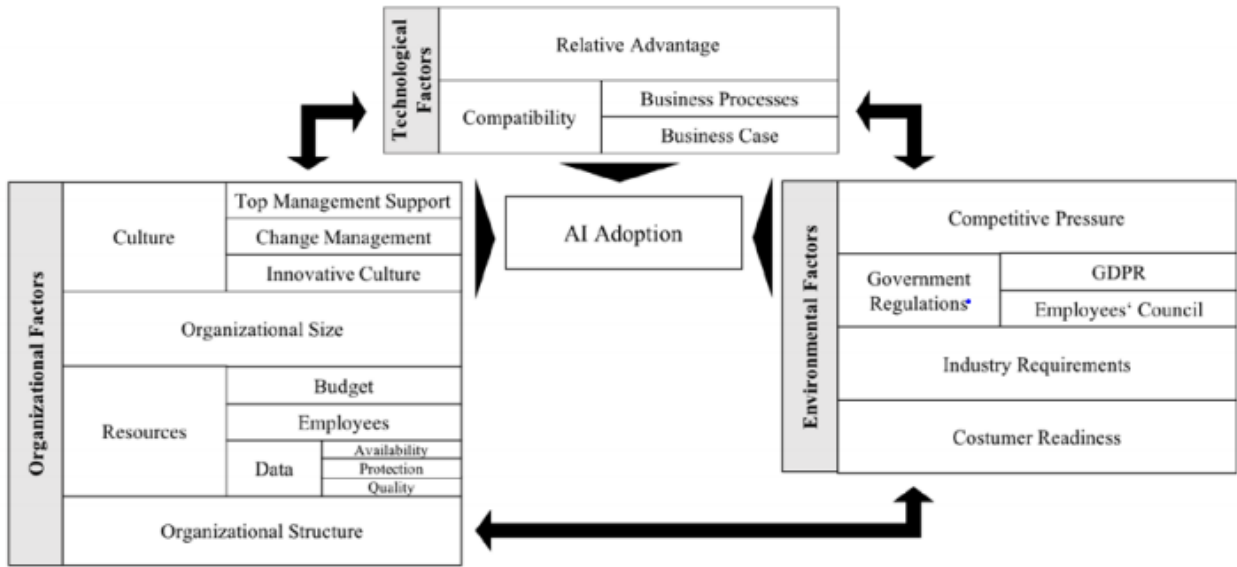 Technological
Factors
Relative Advantage
Compatibility
Business Processes
Business Case
Organizational Factors
Culture
Top Management Support
Change Management
Innovative Culture
Organizational Size
Resources
Budget
Employees
Data
Availability
Protection
Quality
Organizational Structure
AI Adoption
Environmental Factors
Competitive Pressure
Government
Regulations
GDPR
Employees‘ Council
Industry Requirements
Costumer Readiness